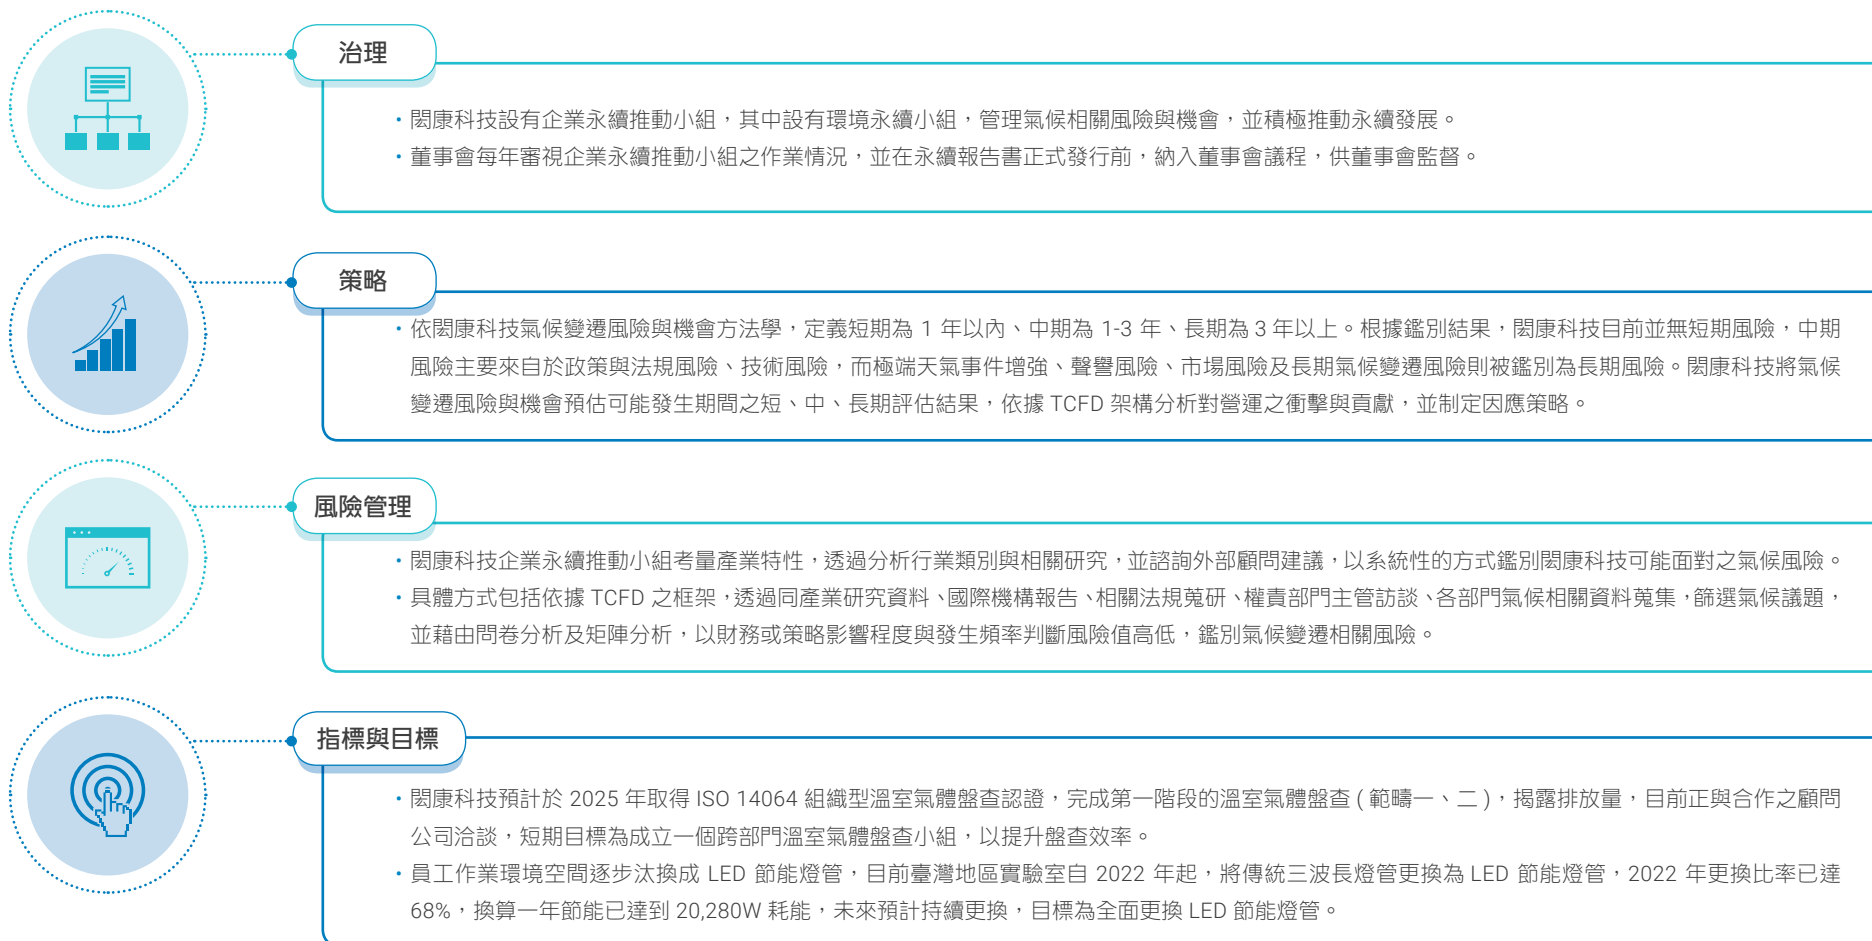 治理
・閎康科技設有企業永續推動小組，其中設有環境永續小組，管理氣候相關風險與機會，並積極推動永續發展。
・董事會每年審視企業永續推動小組之作業情況，並在永續報告書正式發行前，納入董事會議程，供董事會監督。
策略
・依閎康科技氣候變遷風險與機會方法學，定義短期為 1 年以內、中期為 1-3 年、長期為 3 年以上。根據鑑別結果，閎康科技目前並無短期風險，中期
風險主要來自於政策與法規風險、技術風險，而極端天氣事件增強、聲譽風險、市場風險及長期氣候變遷風險則被鑑別為長期風險。閎康科技將氣候
變遷風險與機會預估可能發生期間之短、中、長期評估結果，依據 TCFD 架構分析對營運之衝擊與貢獻，並制定因應策略。
風險管理
・閎康科技企業永續推動小組考量產業特性，透過分析行業類別與相關研究，並諮詢外部顧問建議，以系統性的方式鑑別閎康科技可能面對之氣候風險。
・具體方式包括依據 TCFD 之框架，透過同產業研究資料、國際機構報告、相關法規蒐研、權責部門主管訪談、各部門氣候相關資料蒐集，篩選氣候議題，
並藉由問卷分析及矩陣分析，以財務或策略影響程度與發生頻率判斷風險值高低，鑑別氣候變遷相關風險。
指標與目標
・閎康科技預計於 2025 年取得 ISO 14064 組織型溫室氣體盤查認證，完成第一階段的溫室氣體盤查 ( 範疇一、二 )，揭露排放量，目前正與合作之顧問
公司洽談，短期目標為成立一個跨部門溫室氣體盤查小組，以提升盤查效率。
・員工作業環境空間逐步汰換成 LED 節能燈管，目前臺灣地區實驗室自 2022 年起，將傳統三波長燈管更換為 LED 節能燈管，2022 年更換比率已達
68%，換算一年節能已達到 20,280W 耗能，未來預計持續更換，目標為全面更換 LED 節能燈管。